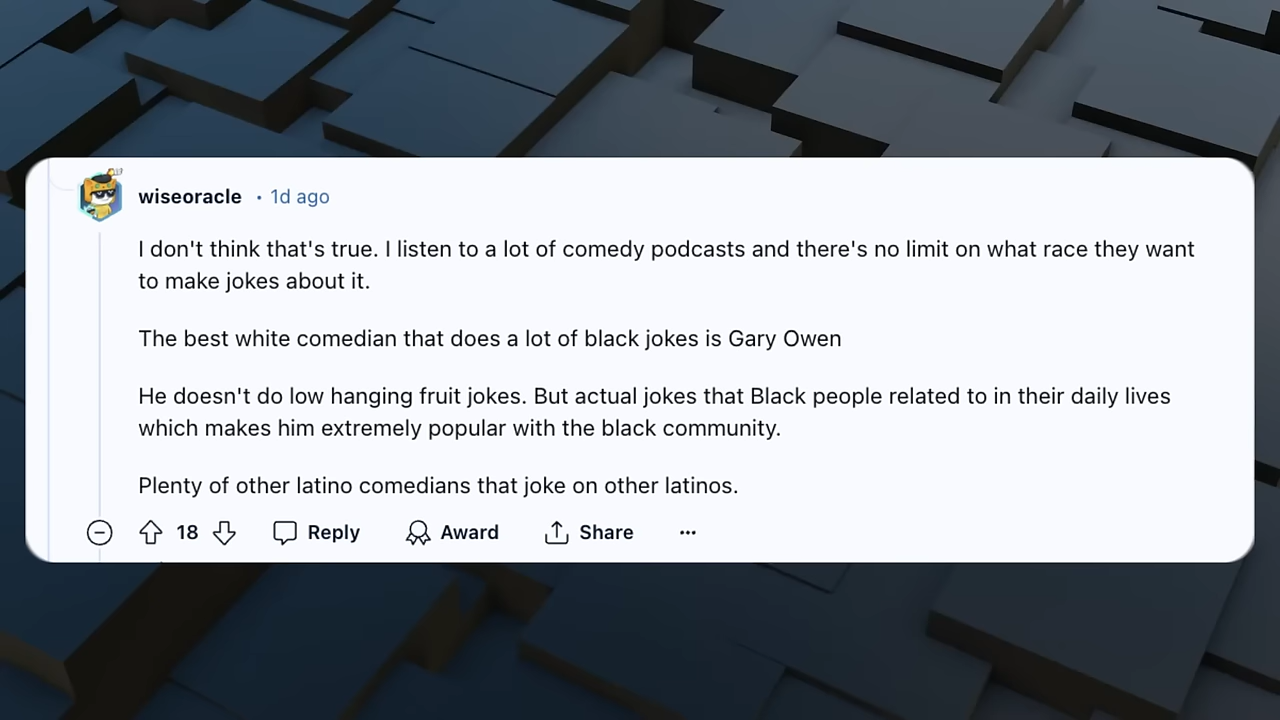 wiseoracle • 1d ago
I don't think that's true. I listen to a lot of comedy podcasts and there's no limit on what race they want
to make jokes about it.
The best white comedian that does a lot of black jokes is Gary Owen
He doesn't do low hanging fruit jokes. But actual jokes that Black people related to in their daily lives
which makes him extremely popular with the black community.
Plenty of other latino comedians that joke on other latinos.
18 Reply Award Share ...